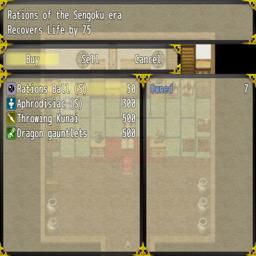 Rations of the Sengoku era
Recovers Life by 75
Buy Sell Cancel
Rations Ball (S) 50
Aphrodisiac (S) 300
Throwing Kunai 500
Dragon gauntlets 500
Owned 7